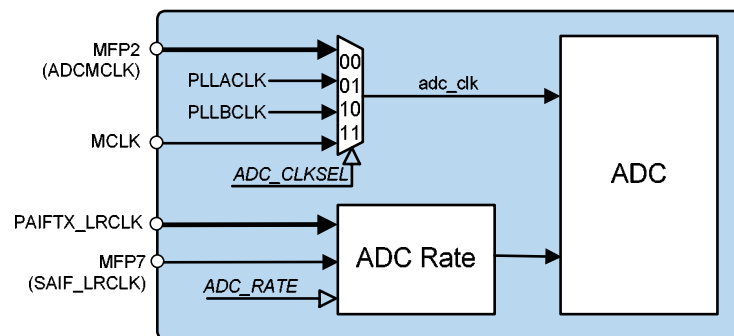 MFP2
(ADCMCLK)
00
PLLACLK
01
adc_clk
PLLBCLK
10
MCLK
11
ADC_CLKSEL
ADC
PAIFTX_LRCLK
ADC Rate
MFP7
(SAIF_LRCLK)
ADC_RATE